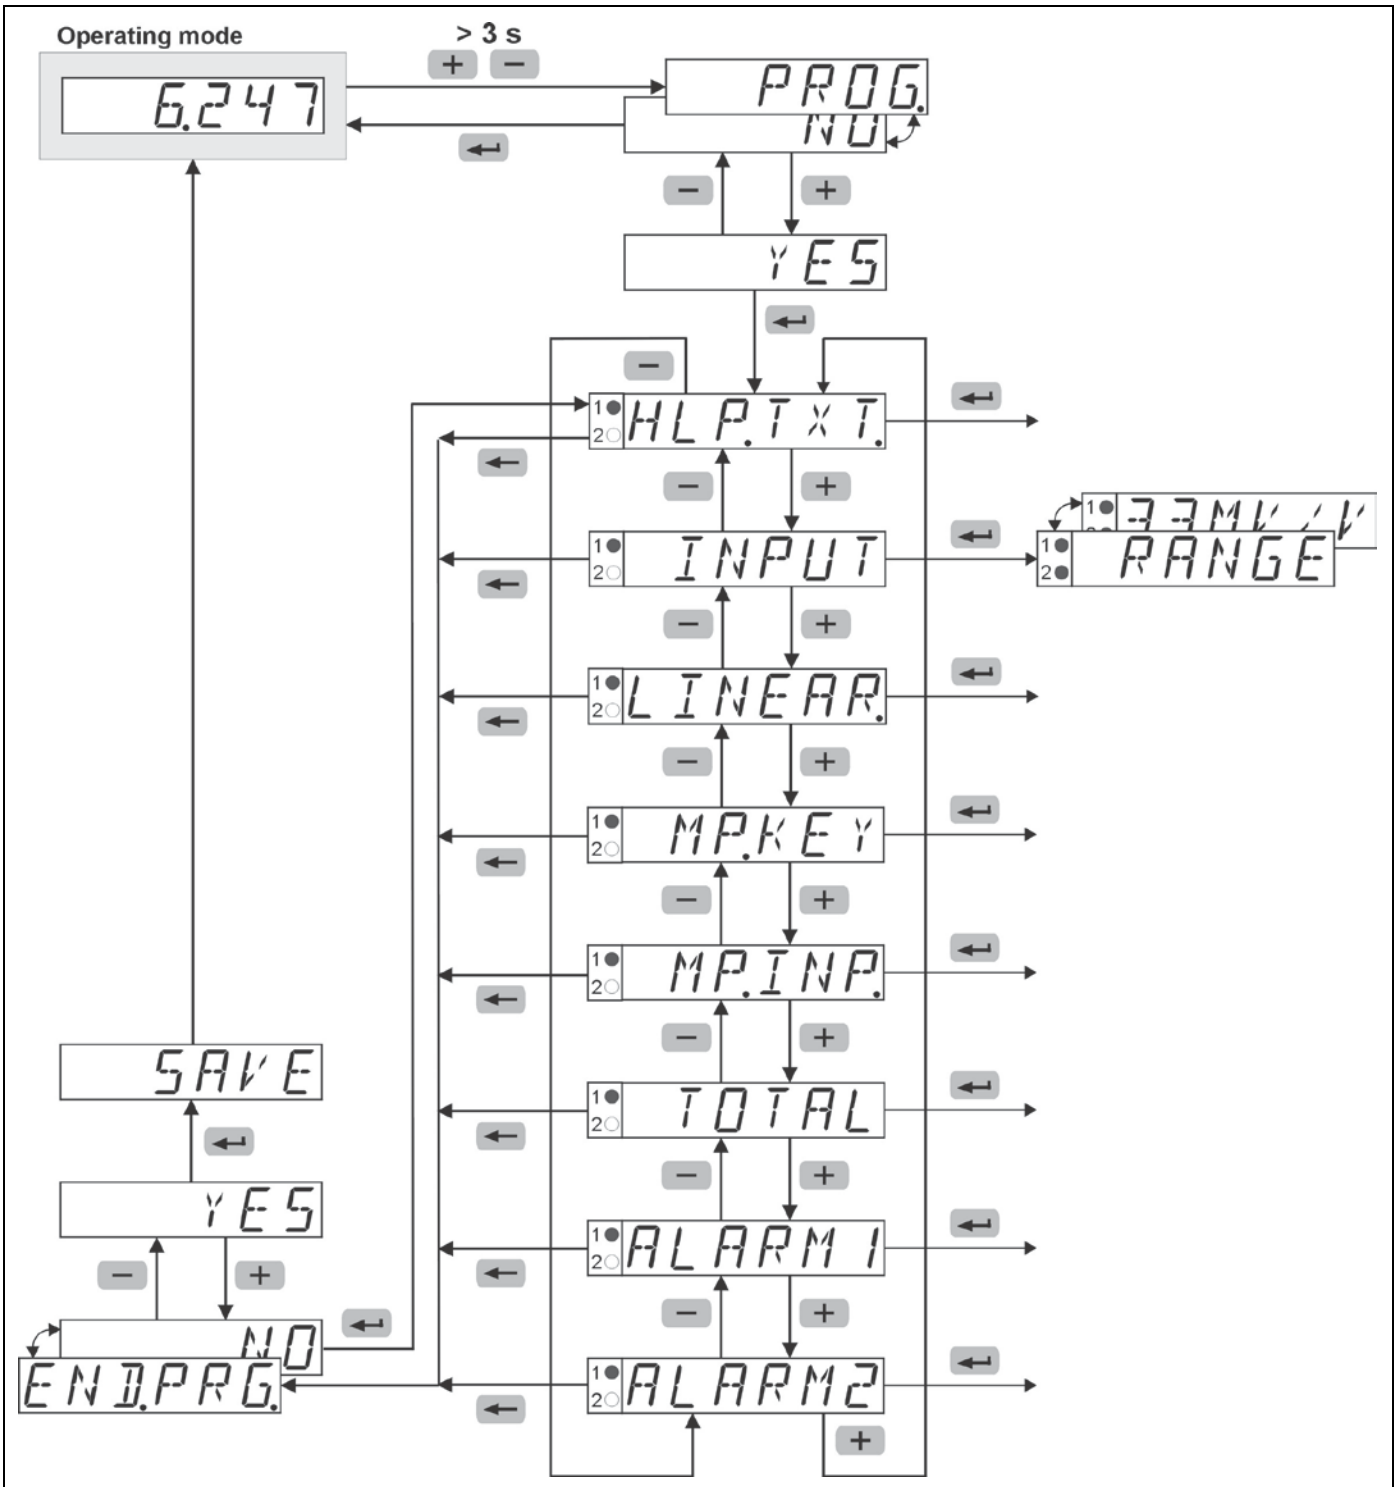 Operating mode
> 3 s
+ −
6.247
PROG.
NO
− +
YES
−
1 HLP.TXT.
2
− +
1 33MV/V
1 INPUT
2
1 RANGE
2
− +
1 LINEAR.
2
− +
1 MP.KEY
2
− +
1 MP.INP.
2
− +
SAVE
1 TOTAL
2
− +
YES
1 ALARM1
2
− +
− +
NO
END.PRG.
1 ALARM2
2
+